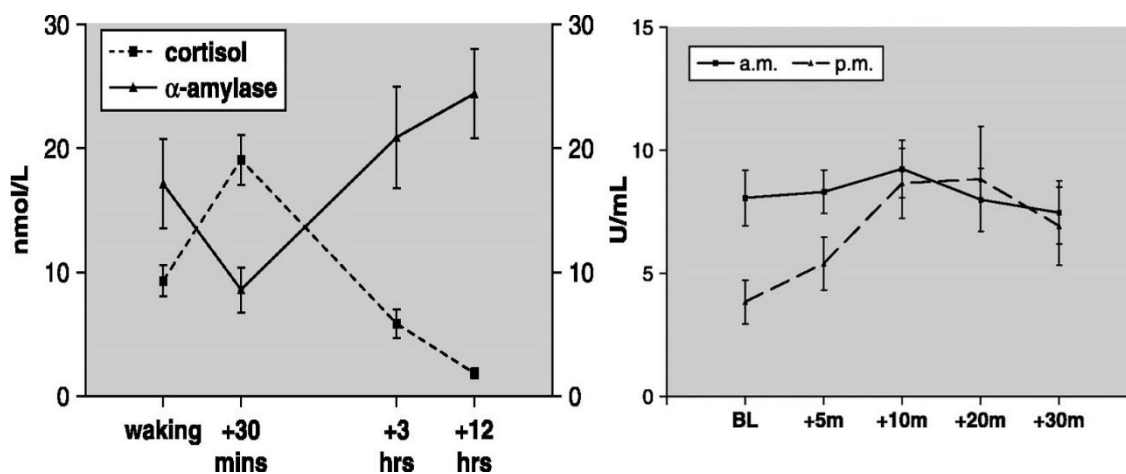 30
20
10
0
nmol/L
cortisol
α-amylase
30
20
10
0
waking
+30
mins
+3
hrs
+12
hrs
15
10
5
0
U/mL
a.m.
p.m.
BL
+5m
+10m
+20m
+30m